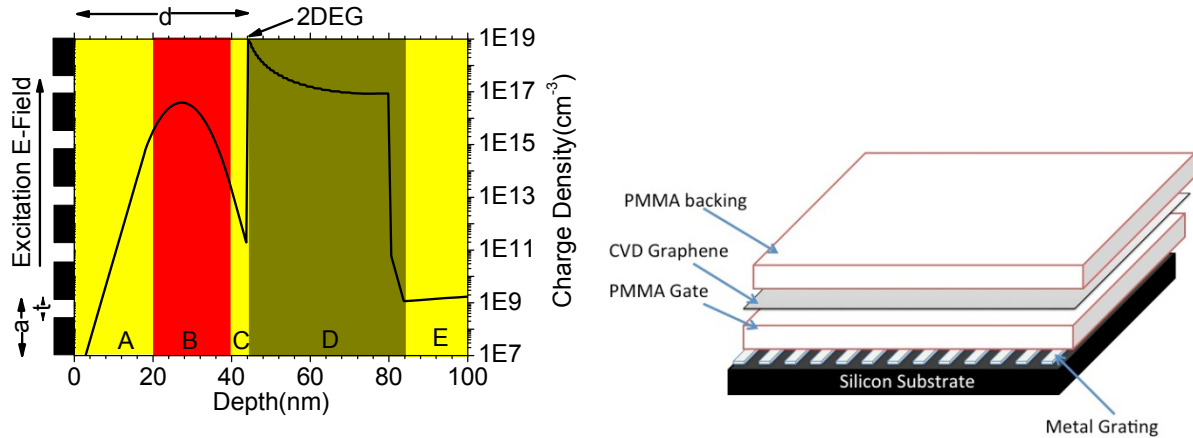 d
2DEG
Excitation E-Field
-a-
-t-
A
B
C
D
E
1E19
1E17
1E15
1E13
1E11
1E9
1E7
Charge Density(cm⁻³)
0
20
40
60
80
100
Depth(nm)
PMMA backing
CVD Graphene
PMMA Gate
Silicon Substrate
Metal Grating